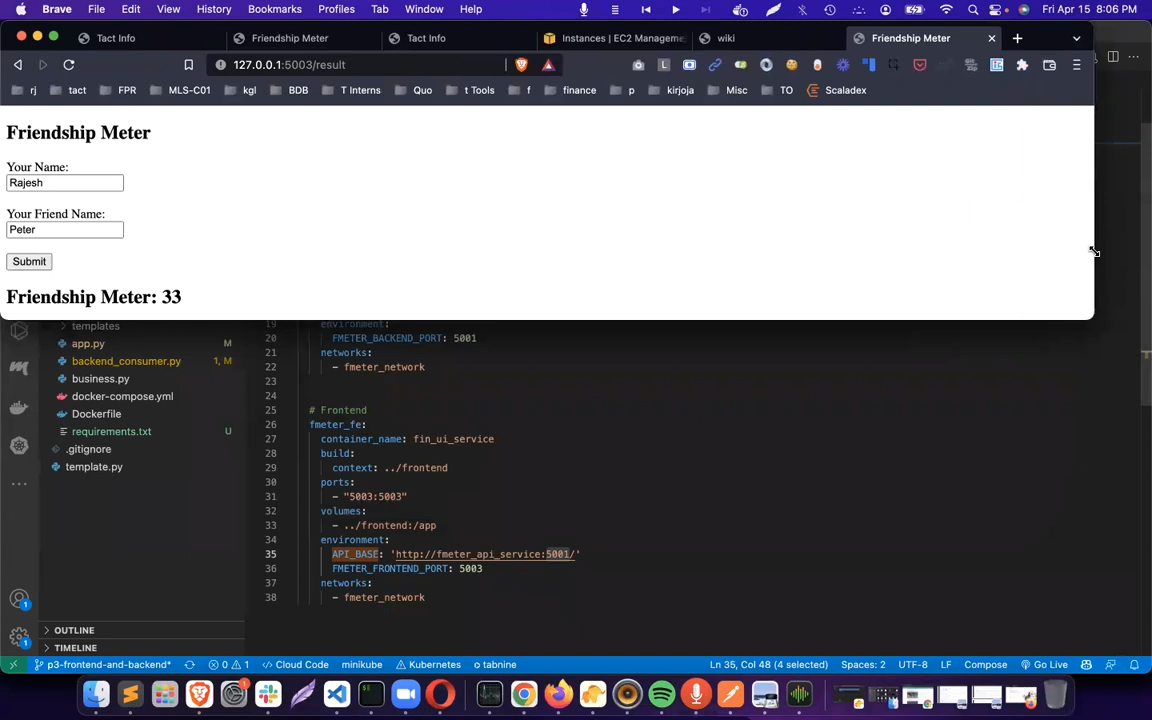 Brave File Edit View History Bookmarks Profiles Tab Window Help Fri Apr 15 8:06 PM
Tact Info Friendship Meter Tact Info Instances | EC2 Manageme wiki Friendship Meter
127.0.0.1:5003/result
rj tact FPR MLS-C01 kgl BDB T Interns Quo t Tools f finance p kirjoja Misc TO Scaladex
Friendship Meter
Your Name:
Rajesh
Your Friend Name:
Peter
Submit
Friendship Meter: 33
templates
app.py M
backend_consumer.py 1, M
business.py
docker-compose.yml
Dockerfile
requirements.txt U
.gitignore
template.py
OUTLINE
TIMELINE
19 environment:
20 FMETER_BACKEND_PORT: 5001
21 networks:
22 - fmeter_network
23
24
25 # Frontend
26 fmeter_fe:
27 container_name: fin_ui_service
28 build:
29 context: ../frontend
30 ports:
31 - "5003:5003"
32 volumes:
33 - ../frontend:/app
34 environment:
35 API_BASE: 'http://fmeter_api_service:5001/'
36 FMETER_FRONTEND_PORT: 5003
37 networks:
38 - fmeter_network
p3-frontend-and-backend* 0 1 Cloud Code minikube Kubernetes tabnine Ln 35, Col 48 (4 selected) Spaces: 2 UTF-8 LF Compose Go Live